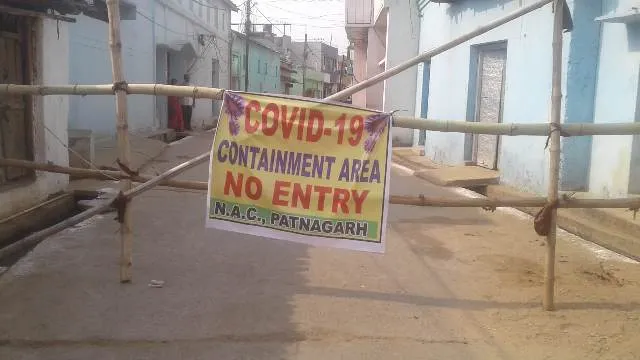 COVID-19
CONTAINMENT AREA
NO ENTRY
N.A.C., PATNAGARH